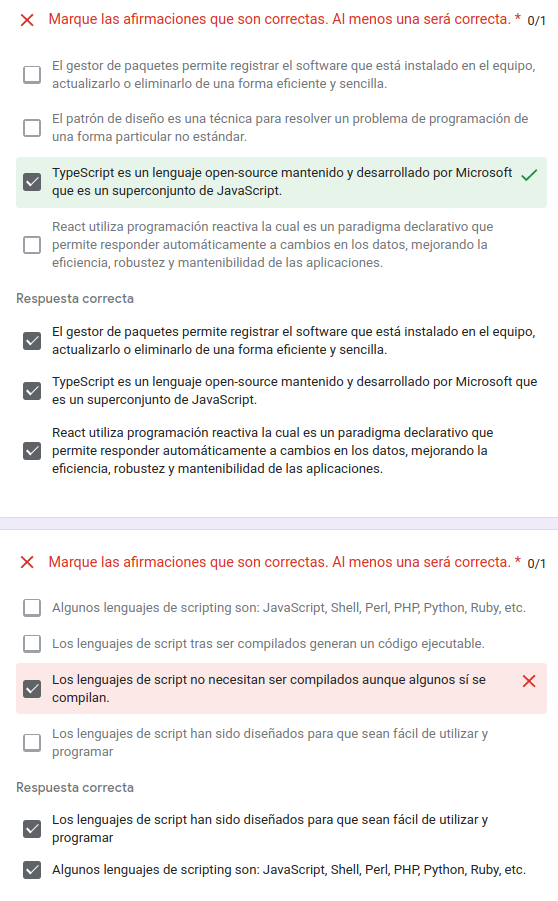 Marque las afirmaciones que son correctas. Al menos una será correcta. * 0/1
El gestor de paquetes permite registrar el software que está instalado en el equipo,
actualizarlo o eliminarlo de una forma eficiente y sencilla.
El patrón de diseño es una técnica para resolver un problema de programación de
una forma particular no estándar.
TypeScript es un lenguaje open-source mantenido y desarrollado por Microsoft
que es un superconjunto de JavaScript.
React utiliza programación reactiva la cual es un paradigma declarativo que
permite responder automáticamente a cambios en los datos, mejorando la
eficiencia, robustez y mantenibilidad de las aplicaciones.
Respuesta correcta
El gestor de paquetes permite registrar el software que está instalado en el equipo,
actualizarlo o eliminarlo de una forma eficiente y sencilla.
TypeScript es un lenguaje open-source mantenido y desarrollado por Microsoft que
es un superconjunto de JavaScript.
React utiliza programación reactiva la cual es un paradigma declarativo que
permite responder automáticamente a cambios en los datos, mejorando la
eficiencia, robustez y mantenibilidad de las aplicaciones.
Marque las afirmaciones que son correctas. Al menos una será correcta. * 0/1
Algunos lenguajes de scripting son: JavaScript, Shell, Perl, PHP, Python, Ruby, etc.
Los lenguajes de script tras ser compilados generan un código ejecutable.
Los lenguajes de script no necesitan ser compilados aunque algunos sí se
compilan.
Los lenguajes de script han sido diseñados para que sean fácil de utilizar y
programar
Respuesta correcta
Los lenguajes de script han sido diseñados para que sean fácil de utilizar y
programar
Algunos lenguajes de scripting son: JavaScript, Shell, Perl, PHP, Python, Ruby, etc.